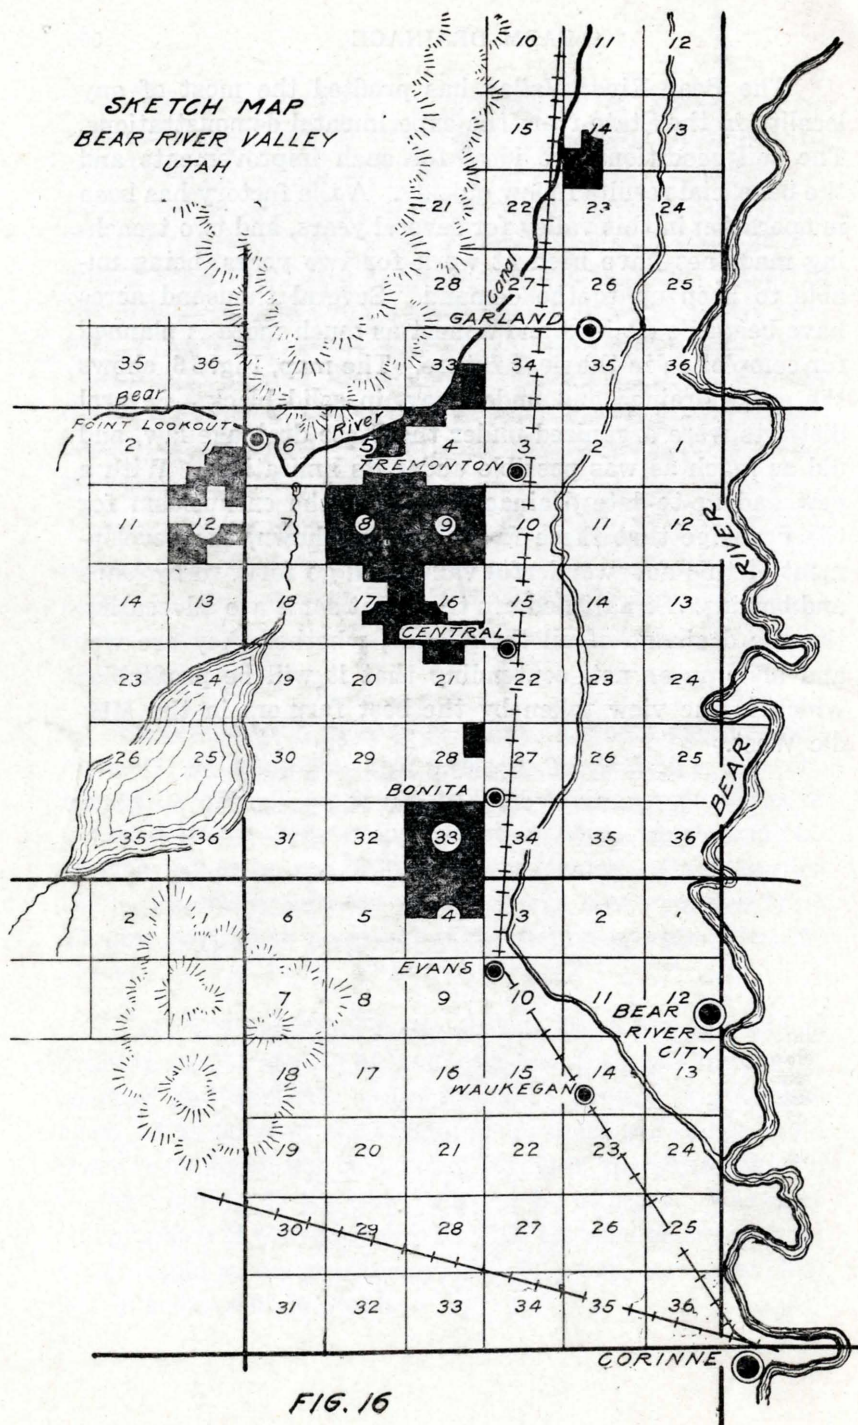 SKETCH MAP
BEAR RIVER VALLEY
UTAH
10 11 12
15 14 13
21 22 23 24
28 27 26 25
Canal
GARLAND
35 36 33 34 35 36
Bear River
POINT LOOKOUT
2 1 6 5 4 3 2 1
TREMONTON
11 12 7 8 9 10 11 12
RIVER
14 13 18 17 16 15 14 13
CENTRAL
23 24 19 20 21 22 23 24
26 25 30 29 28 27 26 25
BEAR
BONITA
35 36 31 32 33 34 35 36
2 1 6 5 4 3 2 1
EVANS
7 8 9 10 11 12
BEAR
RIVER
CITY
18 17 16 15 14 13
WAUKEGAN
19 20 21 22 23 24
30 29 28 27 26 25
31 32 33 34 35 36
CORINNE
FIG. 16